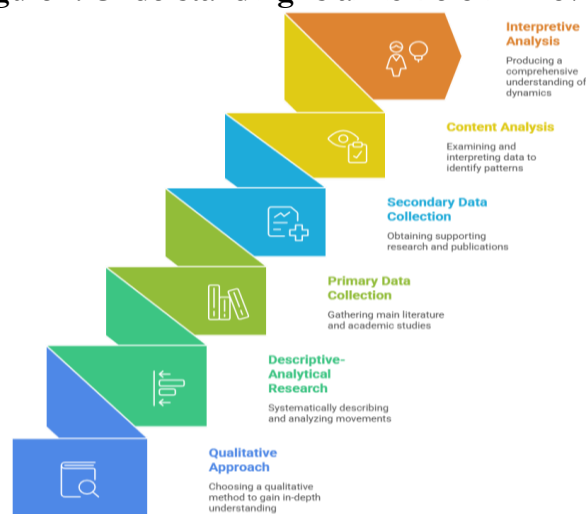 Interpretive
Analysis
Producing a
comprehensive
understanding of
dynamics
Content Analysis
Examining and
interpreting data to
identify patterns
Secondary Data
Collection
Obtaining supporting
research and publications
Primary Data
Collection
Gathering main literature
and academic studies
Descriptive-
Analytical
Research
Systematically describing
and analyzing movements
Qualitative
Approach
Choosing a qualitative
method to gain in-depth
understanding